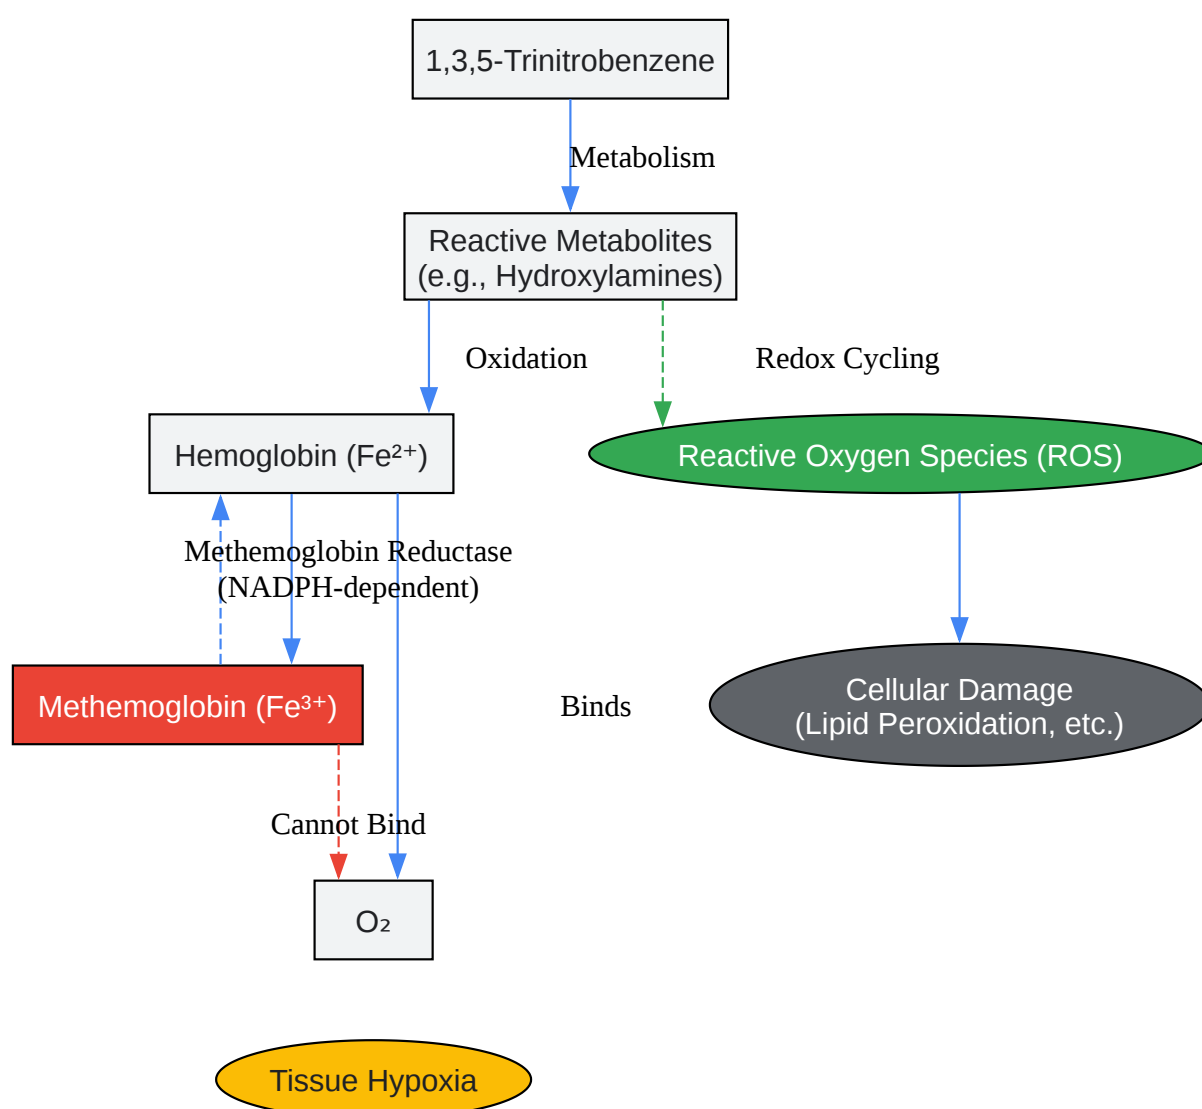 1,3,5-Trinitrobenzene
Metabolism
Reactive Metabolites
(e.g., Hydroxylamines)
Oxidation
Redox Cycling
Hemoglobin (Fe²⁺)
Reactive Oxygen Species (ROS)
Methemoglobin Reductase
(NADPH-dependent)
Methemoglobin (Fe³⁺)
Binds
Cellular Damage
(Lipid Peroxidation, etc.)
Cannot Bind
O₂
Tissue Hypoxia